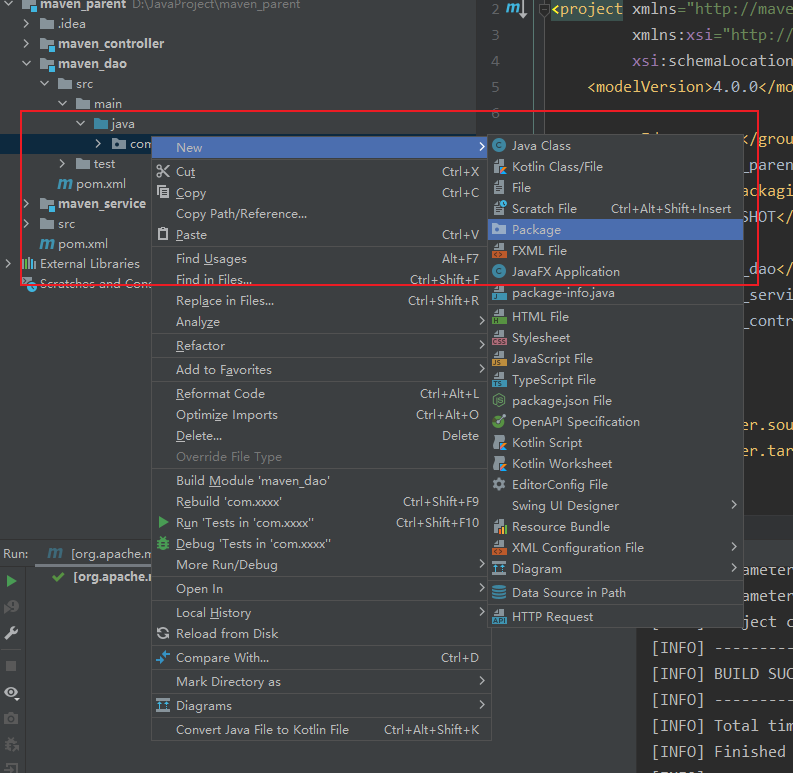 maven_parent D:\JavaProject\maven_parent
.idea
maven_controller
maven_dao
src
main
java
com
test
pom.xml
maven_service
src
pom.xml
External Libraries
Scratches and Con
New
Cut Ctrl+X
Copy Ctrl+C
Copy Path/Reference...
Paste Ctrl+V
Find Usages Alt+F7
Find in Files... Ctrl+Shift+F
Replace in Files... Ctrl+Shift+R
Analyze
Refactor
Add to Favorites
Reformat Code Ctrl+Alt+L
Optimize Imports Ctrl+Alt+O
Delete... Delete
Override File Type
Build Module 'maven_dao'
Rebuild 'com.xxxx' Ctrl+Shift+F9
Run 'Tests in 'com.xxxx'' Ctrl+Shift+F10
Debug 'Tests in 'com.xxxx''
More Run/Debug
Open In
Local History
Reload from Disk
Compare With... Ctrl+D
Mark Directory as
Diagrams
Convert Java File to Kotlin File Ctrl+Alt+Shift+K
Java Class
Kotlin Class/File
File
Scratch File Ctrl+Alt+Shift+Insert
Package
FXML File
JavaFX Application
package-info.java
HTML File
Stylesheet
JavaScript File
TypeScript File
package.json File
OpenAPI Specification
Kotlin Script
Kotlin Worksheet
EditorConfig File
Swing UI Designer
Resource Bundle
XML Configuration File
Diagram
Data Source in Path
HTTP Request
2 <project xmlns="http://mave
3 xmlns:xsi="http://
4 xsi:schemaLocation
5 <modelVersion>4.0.0</mo
6
</grou
_paren
packagi
SHOT</
_dao</
_servi
_contr
er.sou
er.tar
Run: [org.apache.m
[org.apache.m
ameter
ameter
ject c
[INFO] ---------
[INFO] BUILD SUC
[INFO] ---------
[INFO] Total tim
[INFO] Finished